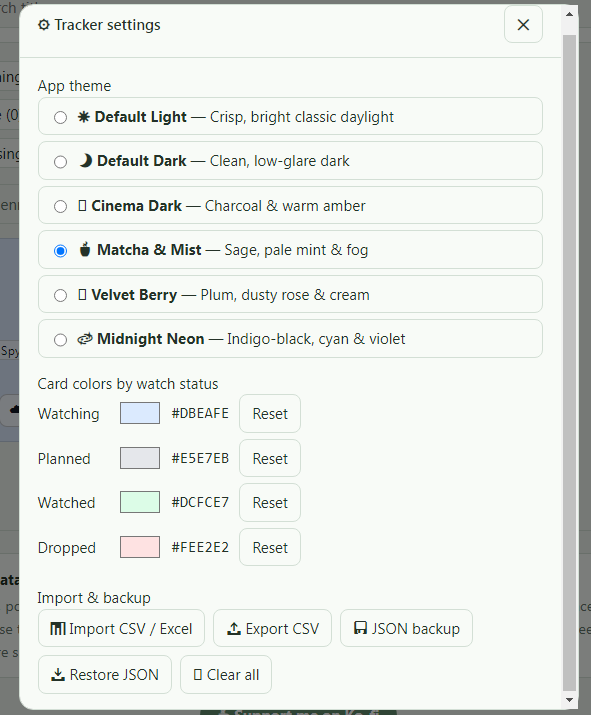 rch tit
Tracker settings
App theme
Default Light — Crisp, bright classic daylight
Default Dark — Clean, low-glare dark
Cinema Dark — Charcoal & warm amber
Matcha & Mist — Sage, pale mint & fog
Velvet Berry — Plum, dusty rose & cream
Midnight Neon — Indigo-black, cyan & violet
Card colors by watch status
Watching #DBEAFE Reset
Planned #E5E7EB Reset
Watched #DCFCE7 Reset
Dropped #FEE2E2 Reset
Import & backup
Import CSV / Excel Export CSV JSON backup
Restore JSON Clear all